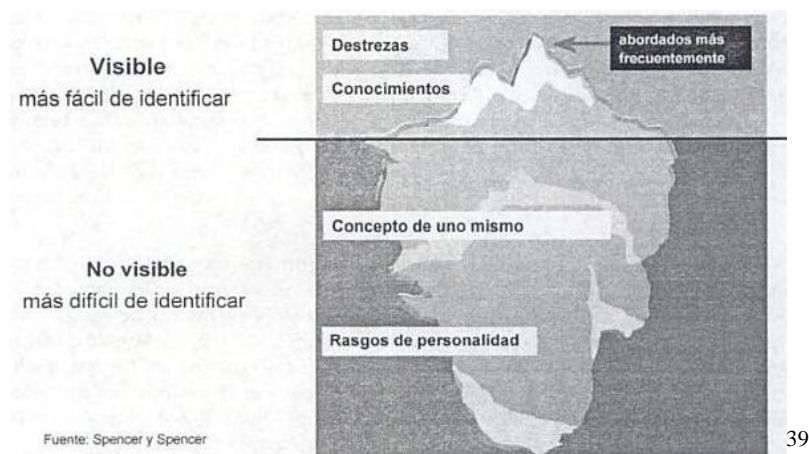 Visible
más fácil de identificar
Destrezas
Conocimientos
abordados más
frecuentemente
No visible
más difícil de identificar
Concepto de uno mismo
Rasgos de personalidad
Fuente: Spencer y Spencer
39